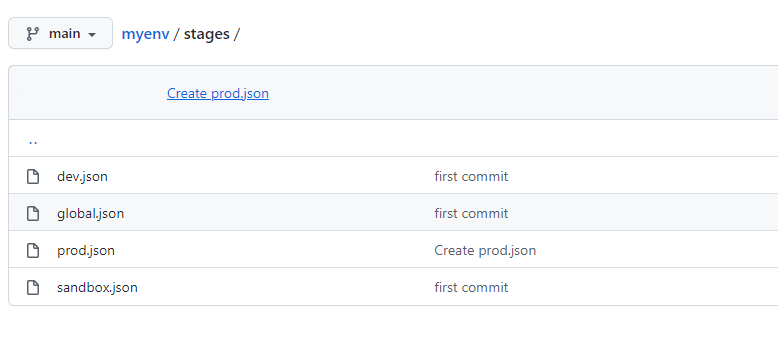 main myenv / stages /
Create prod.json
..
dev.json first commit
global.json first commit
prod.json Create prod.json
sandbox.json first commit